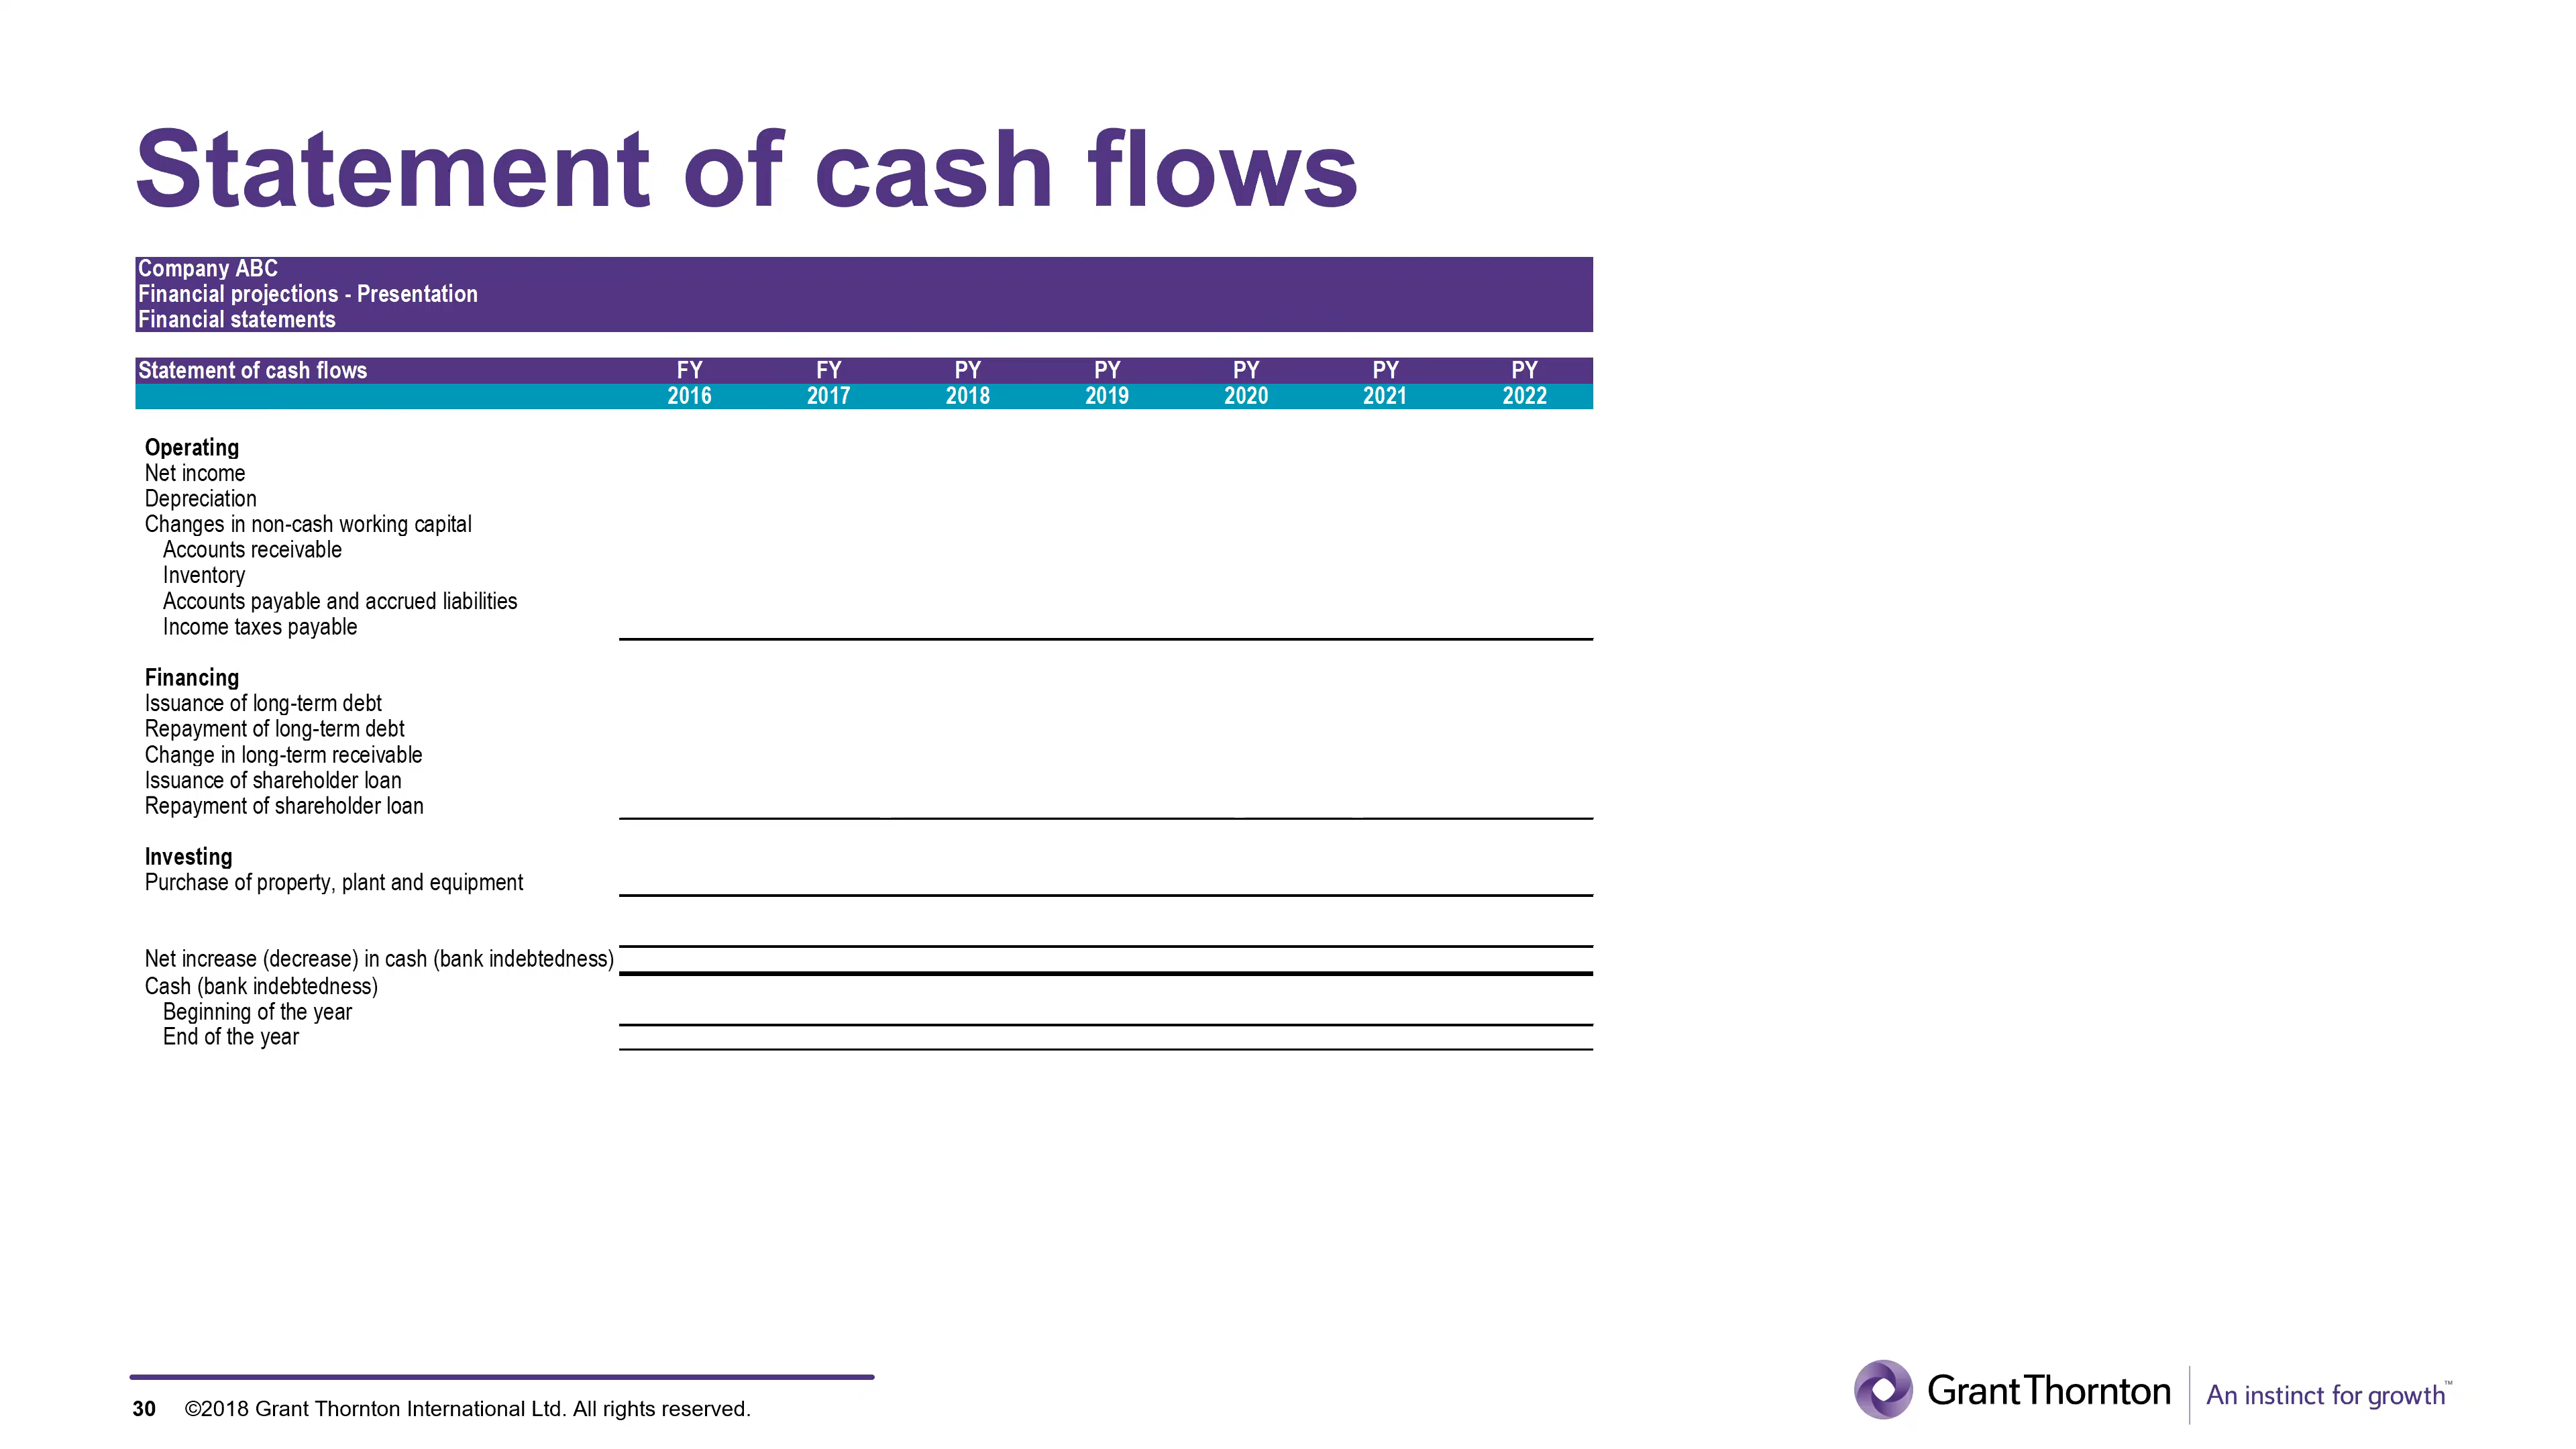 Statement of cash flows
Company ABC
Financial projections - Presentation
Financial statements
Statement of cash flows FY FY PY PY PY PY PY
2016 2017 2018 2019 2020 2021 2022
Operating
Net income
Depreciation
Changes in non-cash working capital
Accounts receivable
Inventory
Accounts payable and accrued liabilities
Income taxes payable
Financing
Issuance of long-term debt
Repayment of long-term debt
Change in long-term receivable
Issuance of shareholder loan
Repayment of shareholder loan
Investing
Purchase of property, plant and equipment
Net increase (decrease) in cash (bank indebtedness)
Cash (bank indebtedness)
Beginning of the year
End of the year
30 ©2018 Grant Thornton International Ltd. All rights reserved.
Grant Thornton An instinct for growth™